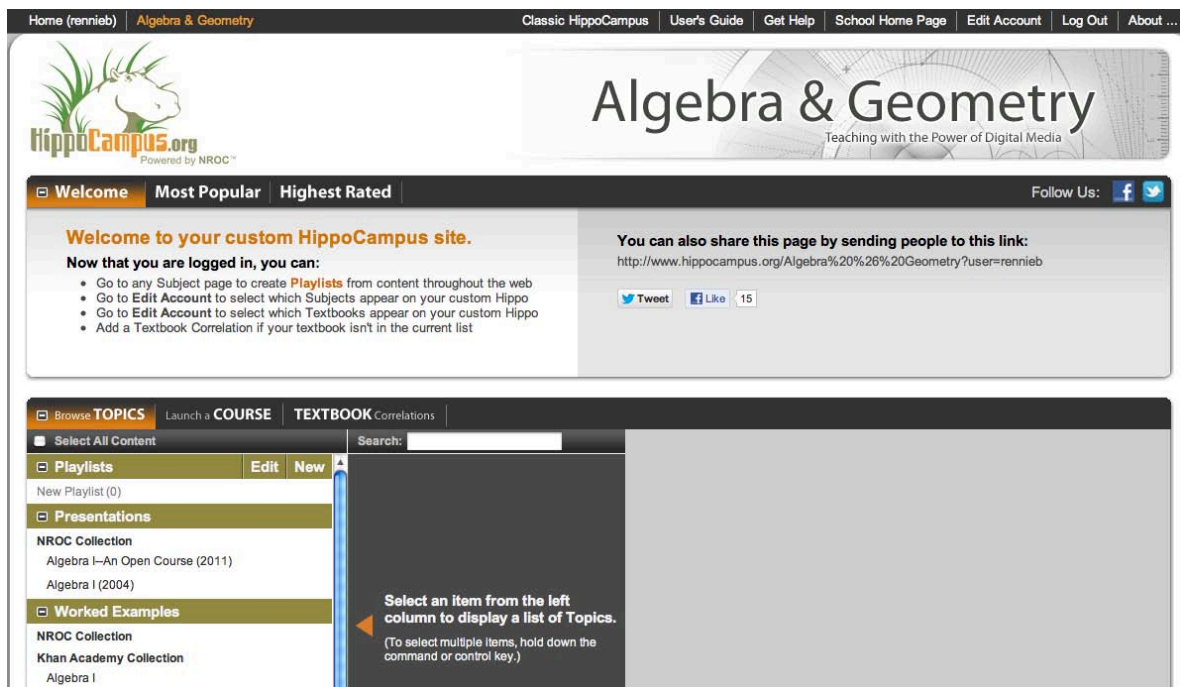 Home (rennieb) Algebra & Geometry Classic HippoCampus User's Guide Get Help School Home Page Edit Account Log Out About ...
HippoCampus.org
Powered by NROC™
Algebra & Geometry
Teaching with the Power of Digital Media
Welcome Most Popular Highest Rated Follow Us:
Welcome to your custom HippoCampus site.
Now that you are logged in, you can:
• Go to any Subject page to create Playlists from content throughout the web
• Go to Edit Account to select which Subjects appear on your custom Hippo
• Go to Edit Account to select which Textbooks appear on your custom Hippo
• Add a Textbook Correlation if your textbook isn't in the current list
You can also share this page by sending people to this link:
http://www.hippocampus.org/Algebra%20%26%20Geometry?user=rennieb
Tweet Like 15
Browse TOPICS Launch a COURSE TEXTBOOK Correlations
Select All Content Search:
Playlists Edit New
New Playlist (0)
Presentations
NROC Collection
Algebra I--An Open Course (2011)
Algebra I (2004)
Worked Examples
NROC Collection
Khan Academy Collection
Algebra I
Select an item from the left
column to display a list of Topics.
(To select multiple items, hold down the
command or control key.)